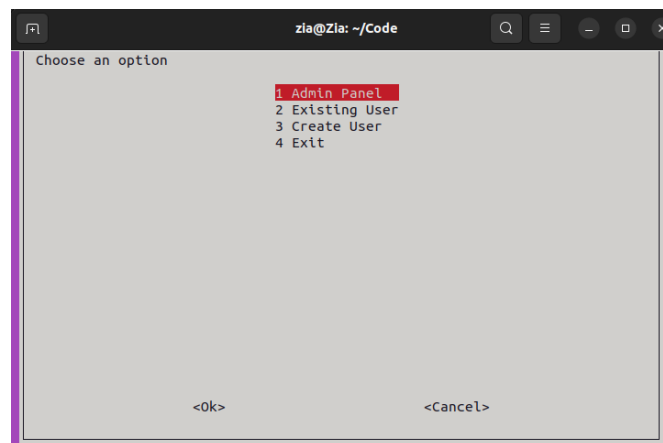 zia@Zia: ~/Code
Choose an option
1 Admin Panel
2 Existing User
3 Create User
4 Exit
<Ok> <Cancel>